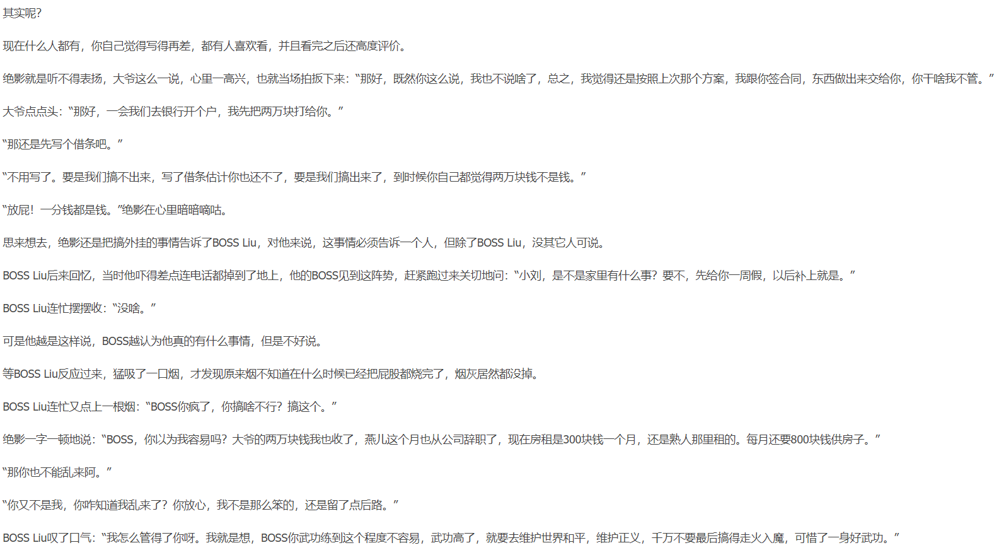 其实呢？
现在什么人都有，你自己觉得写得再差，都有人喜欢看，并且看完之后还高度评价。
绝影就是听不得表扬，大爷这么一说，心里一高兴，也就当场拍扳下来：“那好，既然你这么说，我也不说啥了，总之，我觉得还是按照上次那个方案，我跟你签合同，东西做出来交给你，你干啥我不管。”
大爷点点头：“那好，一会我们去银行开个户，我先把两万块打给你。”
“那还是先写个借条吧。”
“不用写了。要是我们搞不出来，写了借条估计你也还不了，要是我们搞出来了，到时候你自己都觉得两万块钱不是钱。”
“放屁！一分钱都是钱。”绝影在心里暗暗嘀咕。
思来想去，绝影还是把搞外挂的事情告诉了BOSS Liu，对他来说，这事情必须告诉一个人，但除了BOSS Liu，没其它人可说。
BOSS Liu后来回忆，当时他吓得差点连电话都掉到了地上，他的BOSS见到这阵势，赶紧跑过来关切地问：“小刘，是不是家里有什么事？要不，先给你一周假，以后补上就是。”
BOSS Liu连忙摆摆收：“没啥。”
可是他越是这样说，BOSS越认为他真的有什么事情，但是不好说。
等BOSS Liu反应过来，猛吸了一口烟，才发现原来烟不知道在什么时候已经把屁股都烧完了，烟灰居然都没掉。
BOSS Liu连忙又点上一根烟：“BOSS你疯了，你搞啥不行？搞这个。”
绝影一字一顿地说：“BOSS，你以为我容易吗？大爷的两万块钱我也收了，燕儿这个月也从公司辞职了，现在房租是300块钱一个月，还是熟人那里租的。每月还要800块钱供房子。”
“那你也不能乱来阿。”
“你又不是我，你咋知道我乱来了？你放心，我不是那么笨的，还是留了点后路。”
BOSS Liu叹了口气：“我怎么管得了你呀。我就是想，BOSS你武功练到这个程度不容易，武功高了，就要去维护世界和平，维护正义，千万不要最后搞得走火入魔，可惜了一身好武功。”